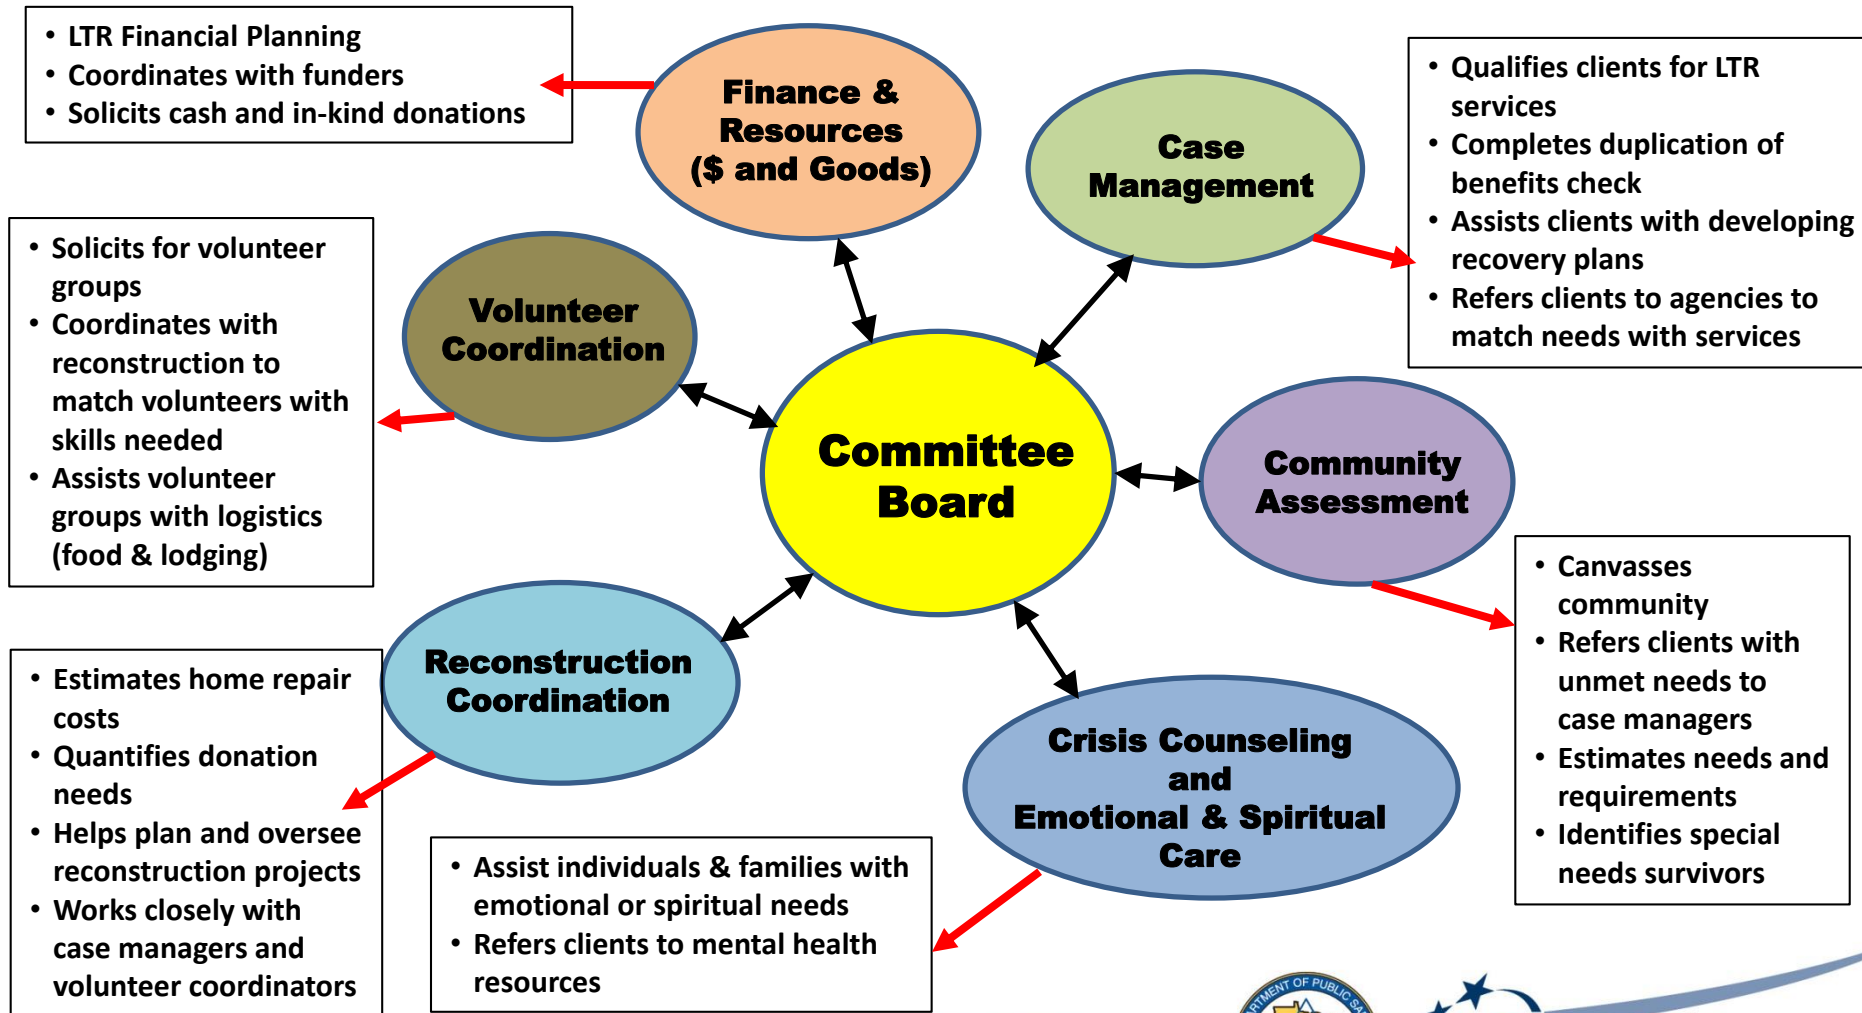 • LTR Financial Planning
• Coordinates with funders
• Solicits cash and in-kind donations
Finance &
Resources
($ and Goods)
Case
Management
• Qualifies clients for LTR
services
• Completes duplication of
benefits check
• Assists clients with developing
recovery plans
• Refers clients to agencies to
match needs with services
• Solicits for volunteer
groups
• Coordinates with
reconstruction to
match volunteers with
skills needed
• Assists volunteer
groups with logistics
(food & lodging)
Volunteer
Coordination
Committee
Board
Community
Assessment
• Canvasses
community
• Refers clients with
unmet needs to
case managers
• Estimates needs and
requirements
• Identifies special
needs survivors
Reconstruction
Coordination
• Estimates home repair
costs
• Quantifies donation
needs
• Helps plan and oversee
reconstruction projects
• Works closely with
case managers and
volunteer coordinators
Crisis Counseling
and
Emotional & Spiritual
Care
• Assist individuals & families with
emotional or spiritual needs
• Refers clients to mental health
resources
OF PUBLIC